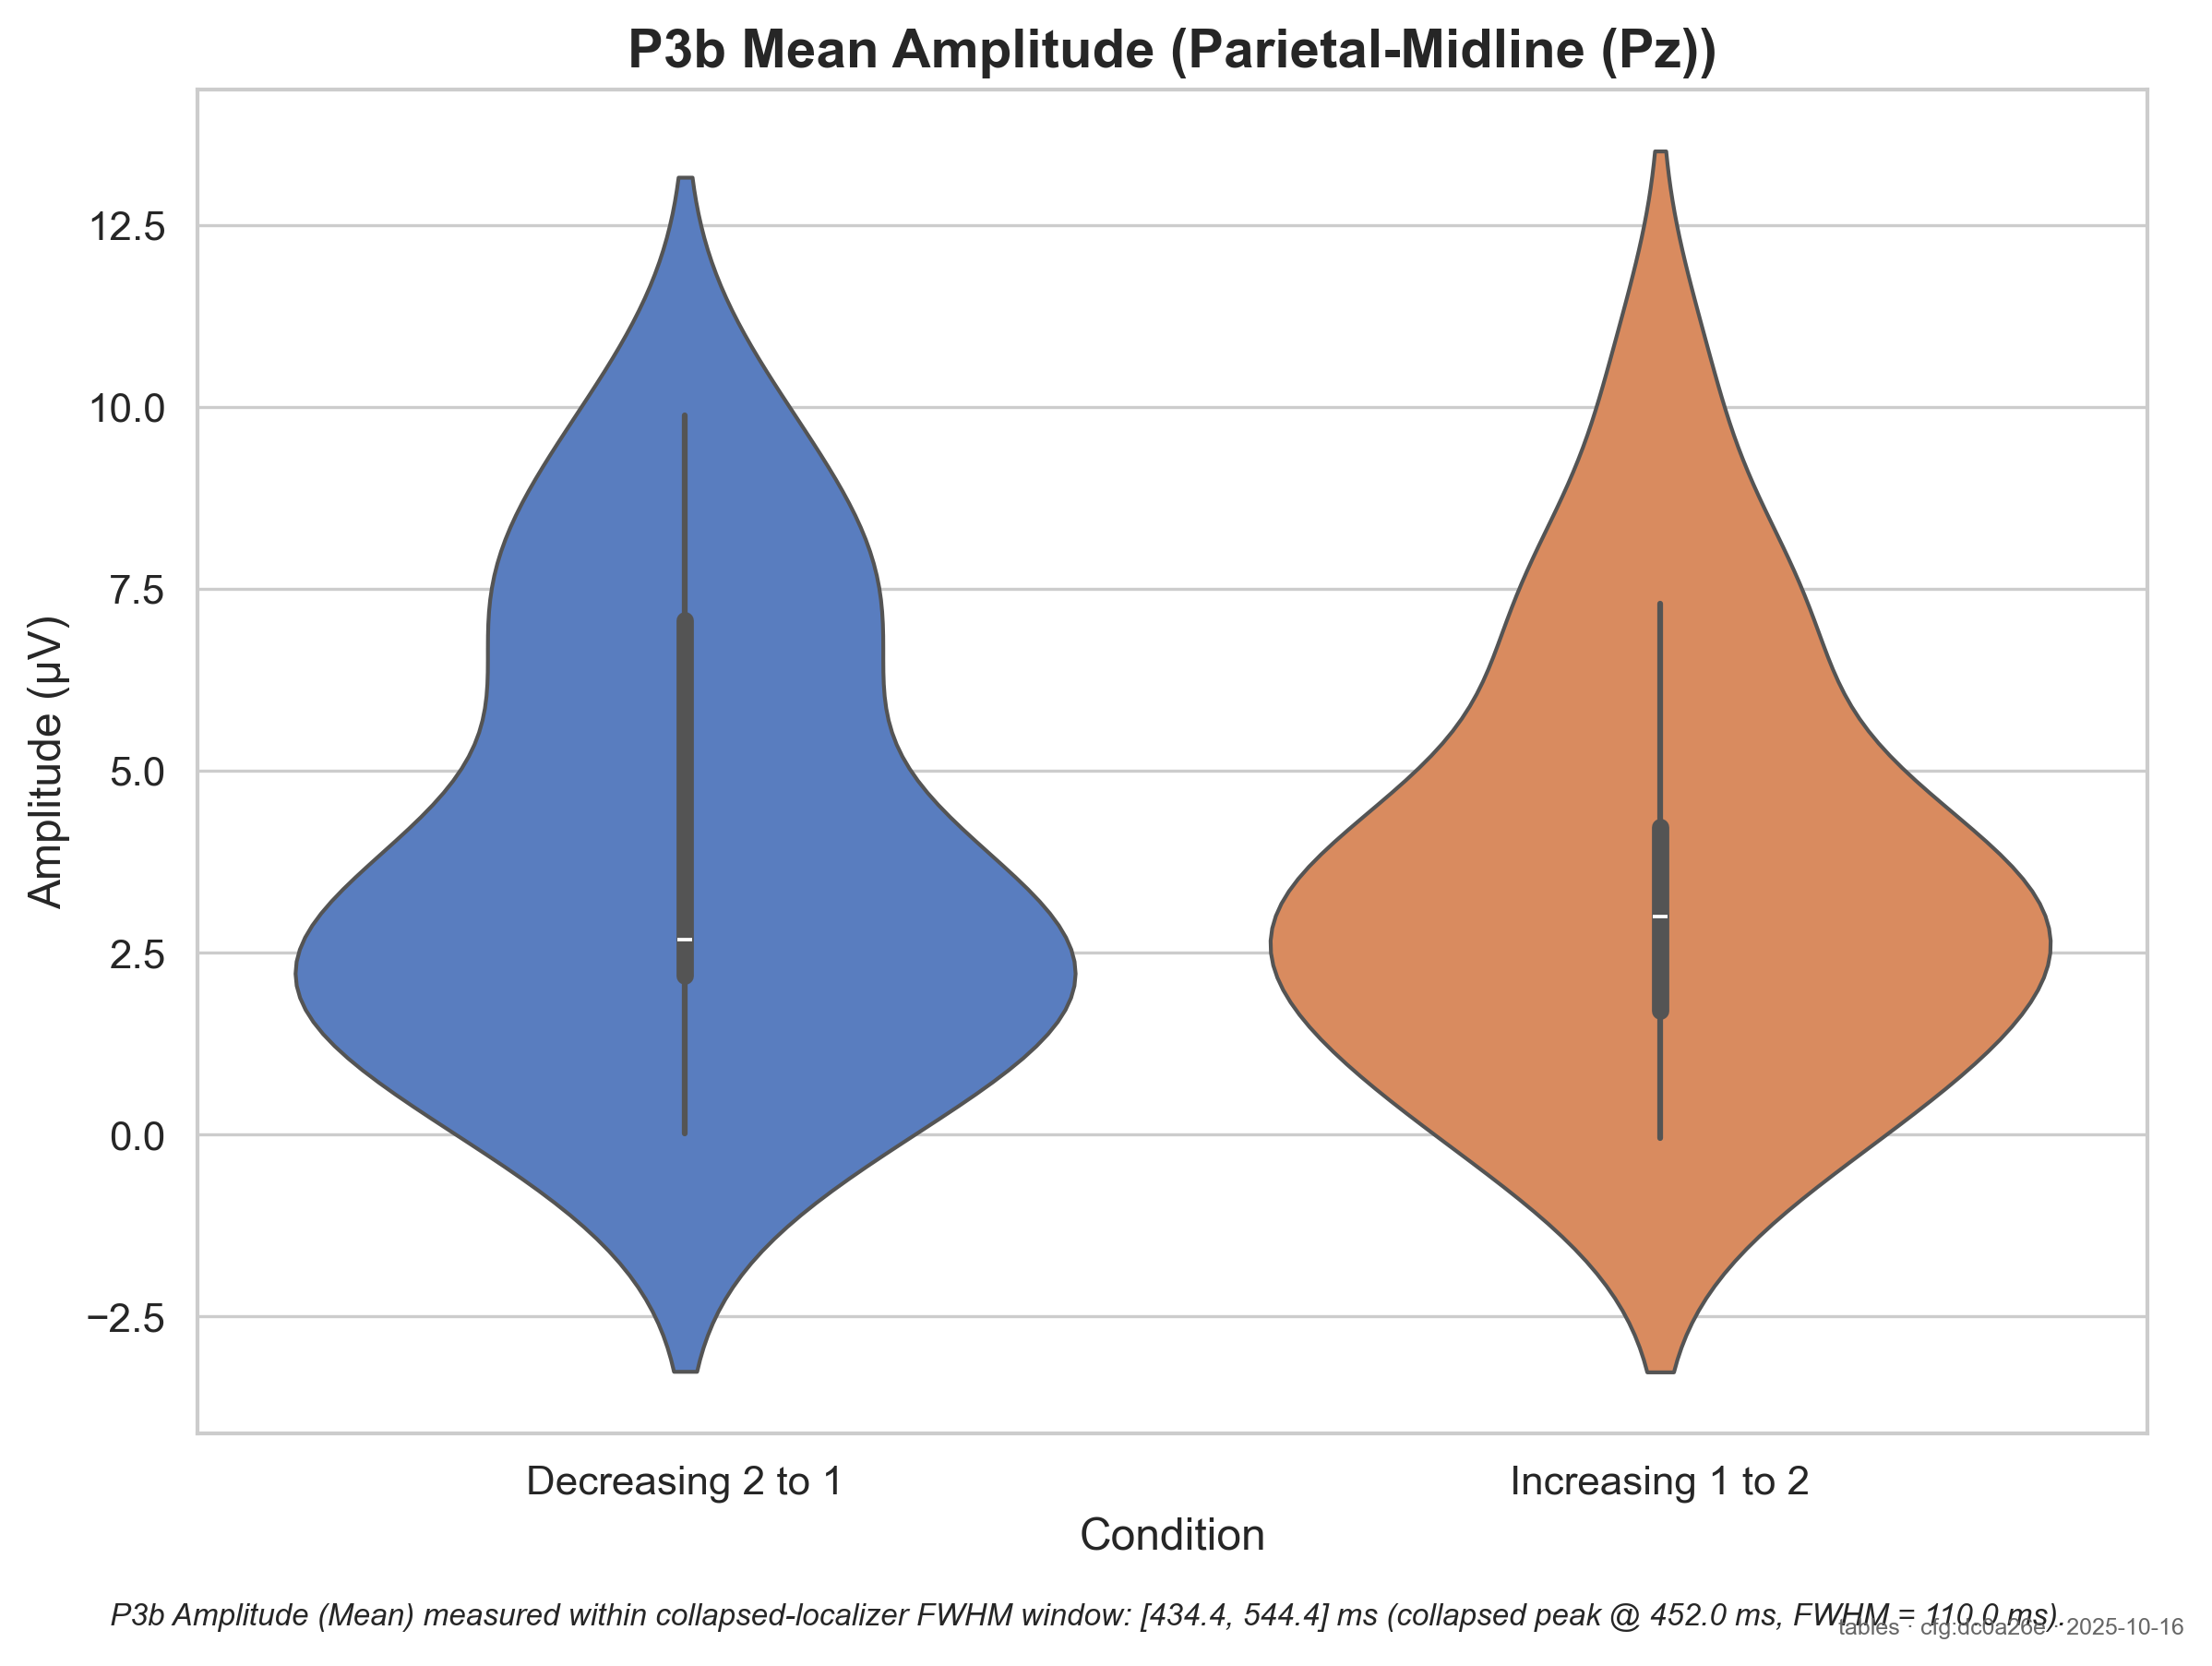 P3b Mean Amplitude (Parietal-Midline (Pz))
Amplitude (µV)
12.5
10.0
7.5
5.0
2.5
0.0
−2.5
Decreasing 2 to 1
Increasing 1 to 2
Condition
P3b Amplitude (Mean) measured within collapsed-localizer FWHM window: [434.4, 544.4] ms (collapsed peak @ 452.0 ms, FWHM = 110.0 ms).
tables · cfg:dc0a26e · 2025-10-16